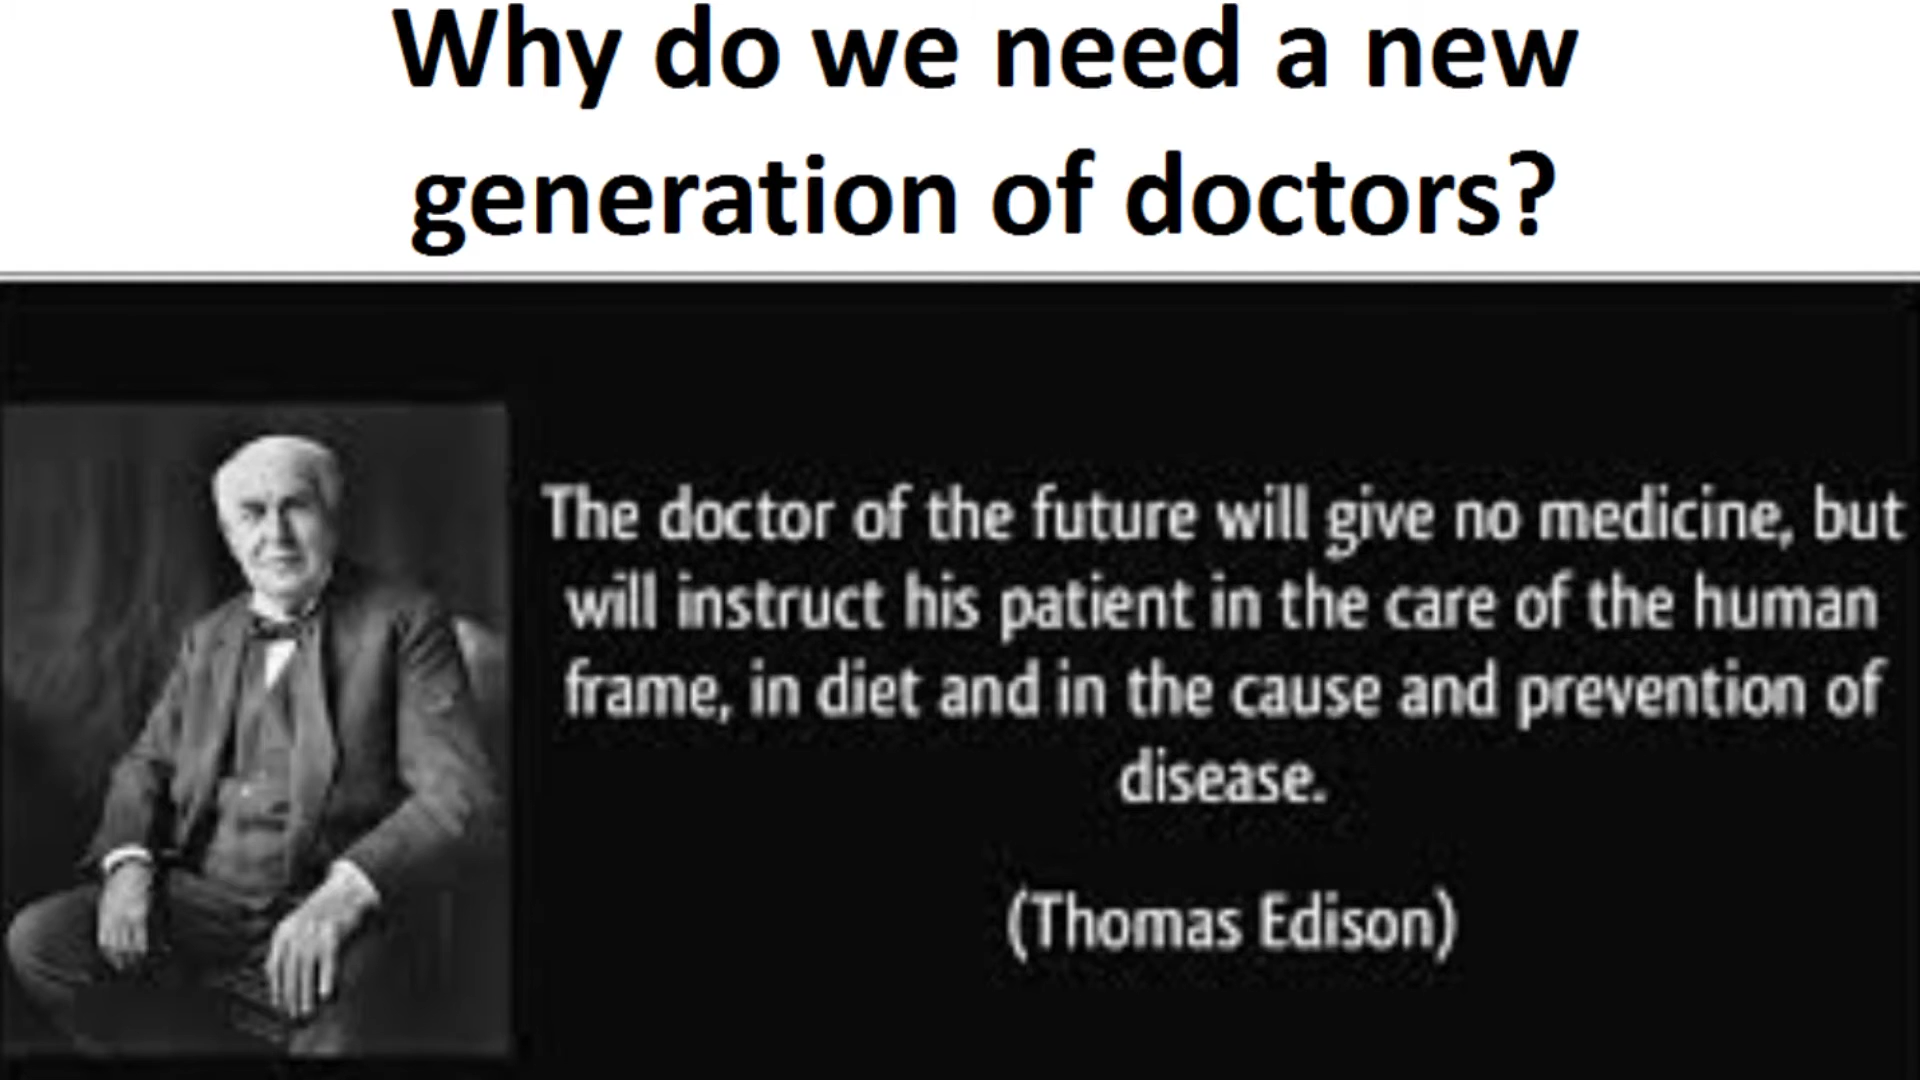 Why do we need a new
generation of doctors?
The doctor of the future will give no medicine, but
will instruct his patient in the care of the human
frame, in diet and in the cause and prevention of
disease.
(Thomas Edison)